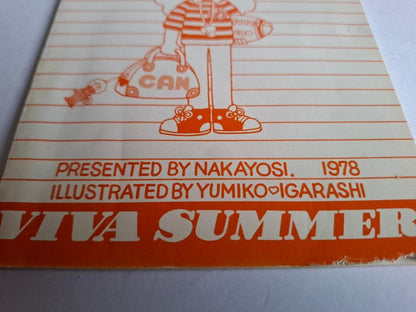 CAN
PRESENTED BY NAKAYOSI. 1978
ILLUSTRATED BY YUMIKO♡IGARASHI
VIVA SUMMER